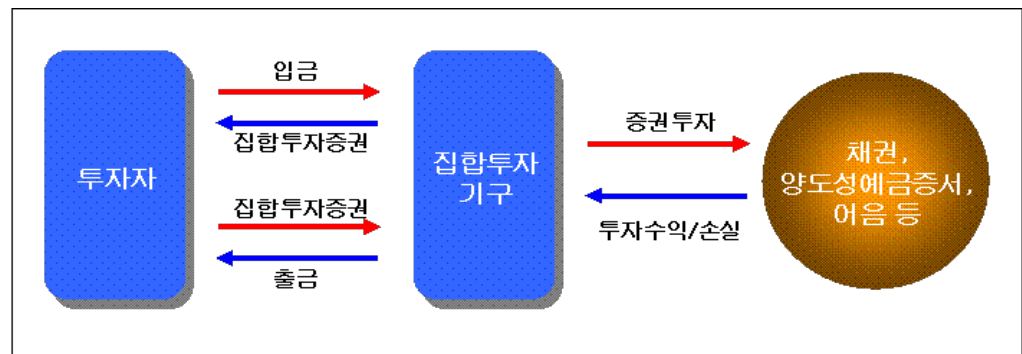 투자자
입금
집합투자증권
집합투자증권
출금
집합투자
기구
증권투자
투자수익/손실
채권,
양도성예금증서,
어음 등